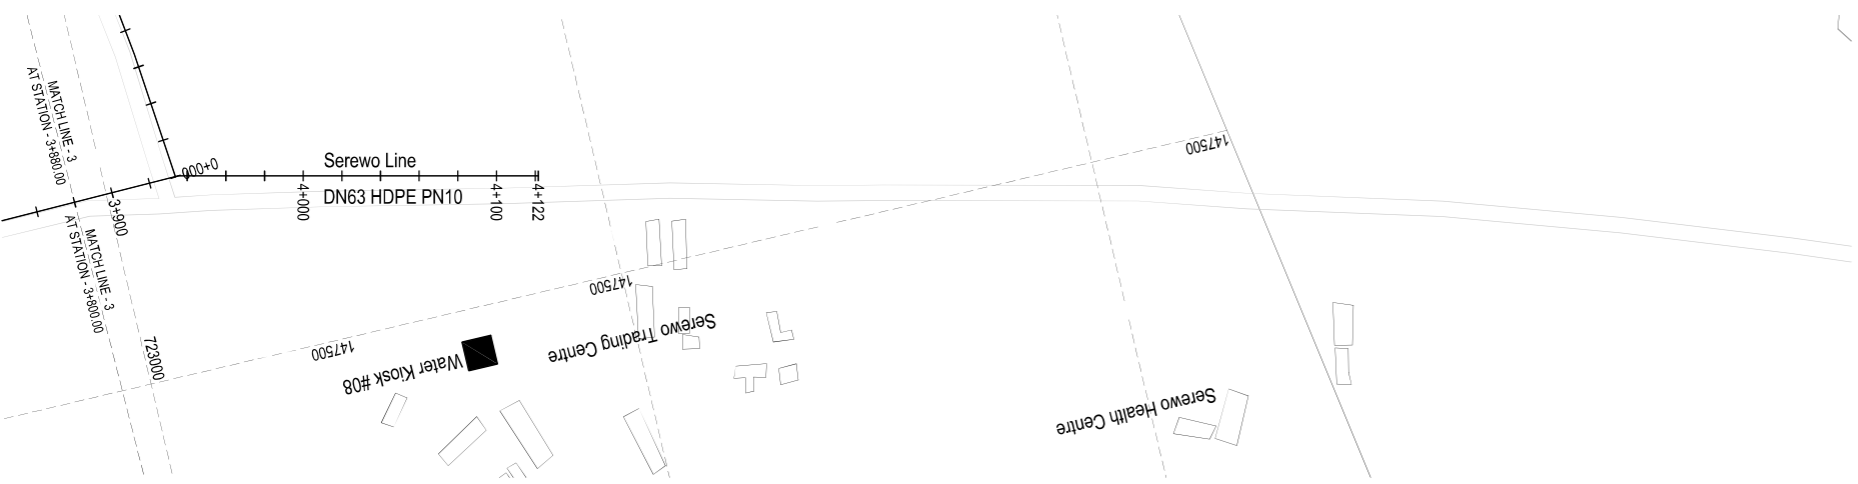 MATCH LINE - 3
AT STATION - 3+880.00
0+000
Serewo Line
DN63 HDPE PN10
4+000
4+100
4+122
3+900
MATCH LINE - 3
AT STATION - 3+800.00
147500
147500
147500
723000
Water Kiosk #08
Serewo Trading Centre
Serewo Health Centre